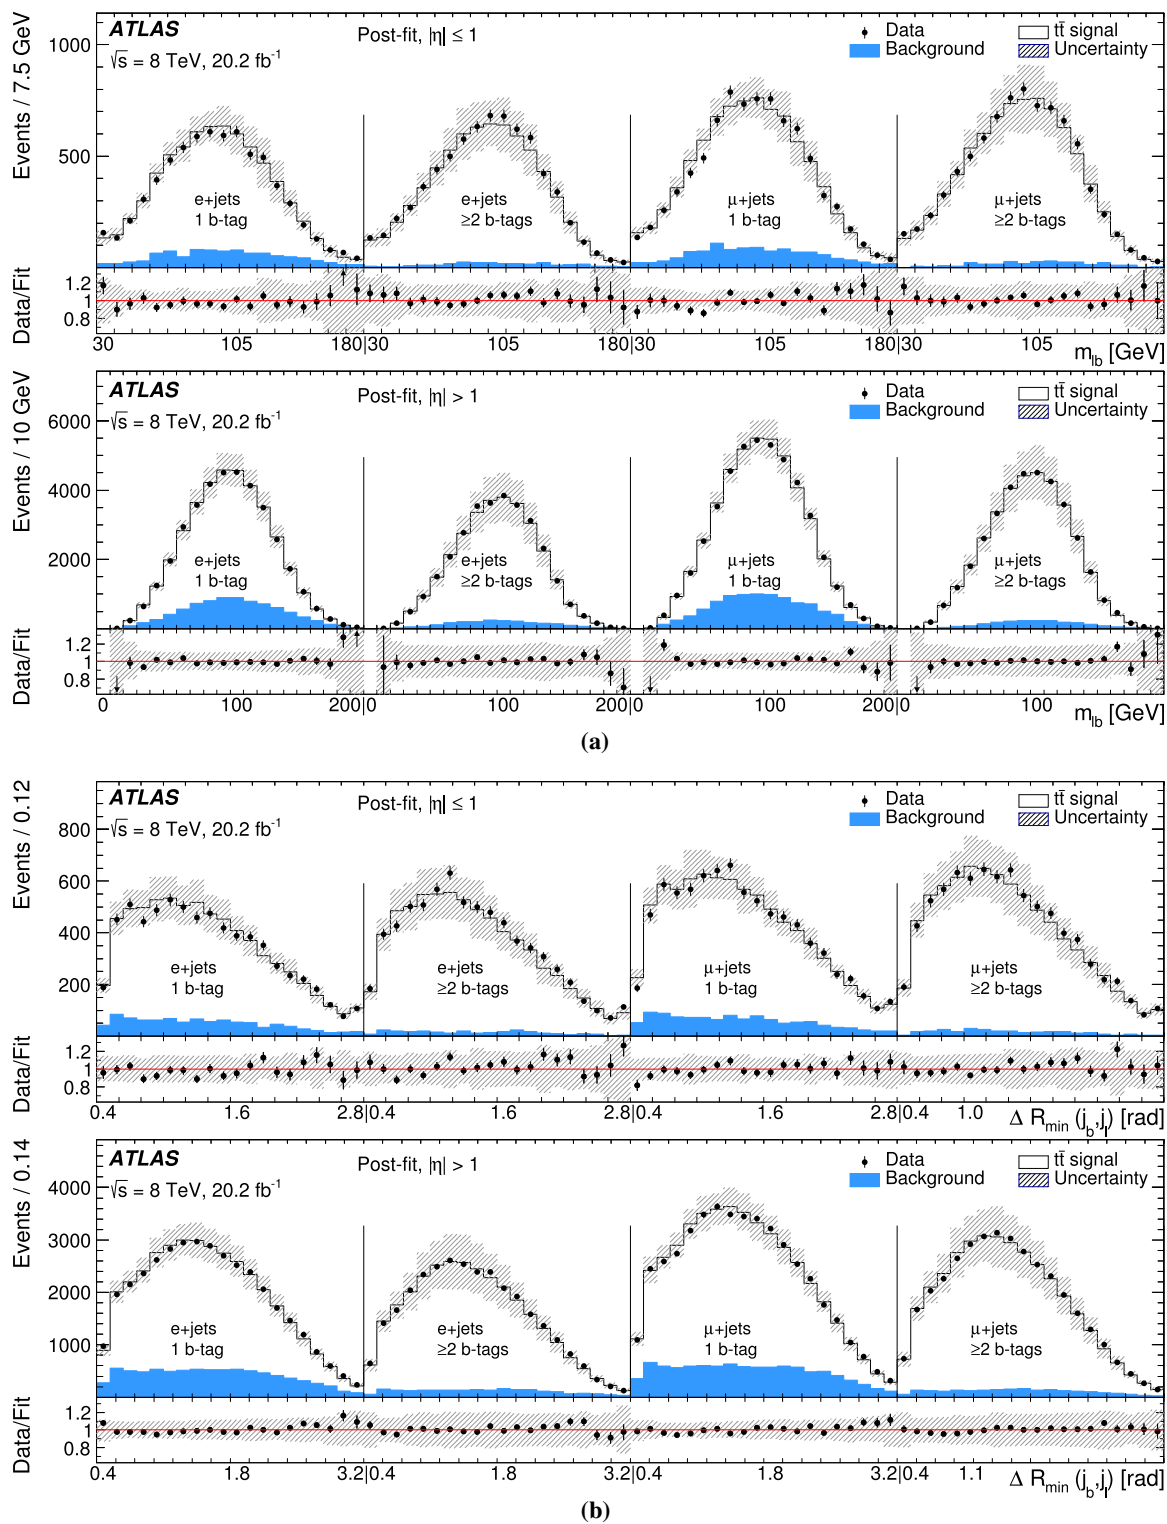 ATLAS
Post-fit, |η| ≤ 1
√s = 8 TeV, 20.2 fb⁻¹
Data
Background
tt̄ signal
Uncertainty
Events / 7.5 GeV
1000
500
e+jets
1 b-tag
e+jets
≥2 b-tags
μ+jets
1 b-tag
μ+jets
≥2 b-tags
Data/Fit
1.2
1
0.8
30 105 180|30 105 180|30 105 180|30 105
m_lb [GeV]
ATLAS
Post-fit, |η| > 1
√s = 8 TeV, 20.2 fb⁻¹
Data
Background
tt̄ signal
Uncertainty
Events / 10 GeV
6000
4000
2000
e+jets
1 b-tag
e+jets
≥2 b-tags
μ+jets
1 b-tag
μ+jets
≥2 b-tags
Data/Fit
1.2
1
0.8
0 100 200|0 100 200|0 100 200|0 100
m_lb [GeV]
(a)
ATLAS
Post-fit, |η| ≤ 1
√s = 8 TeV, 20.2 fb⁻¹
Data
Background
tt̄ signal
Uncertainty
Events / 0.12
800
600
400
200
e+jets
1 b-tag
e+jets
≥2 b-tags
μ+jets
1 b-tag
μ+jets
≥2 b-tags
Data/Fit
1.2
1
0.8
0.4 1.6 2.8|0.4 1.6 2.8|0.4 1.6 2.8|0.4 1.0
Δ R_min (j_b,j_l) [rad]
ATLAS
Post-fit, |η| > 1
√s = 8 TeV, 20.2 fb⁻¹
Data
Background
tt̄ signal
Uncertainty
Events / 0.14
4000
3000
2000
1000
e+jets
1 b-tag
e+jets
≥2 b-tags
μ+jets
1 b-tag
μ+jets
≥2 b-tags
Data/Fit
1.2
1
0.8
0.4 1.8 3.2|0.4 1.8 3.2|0.4 1.8 3.2|0.4 1.1
Δ R_min (j_b,j_l) [rad]
(b)